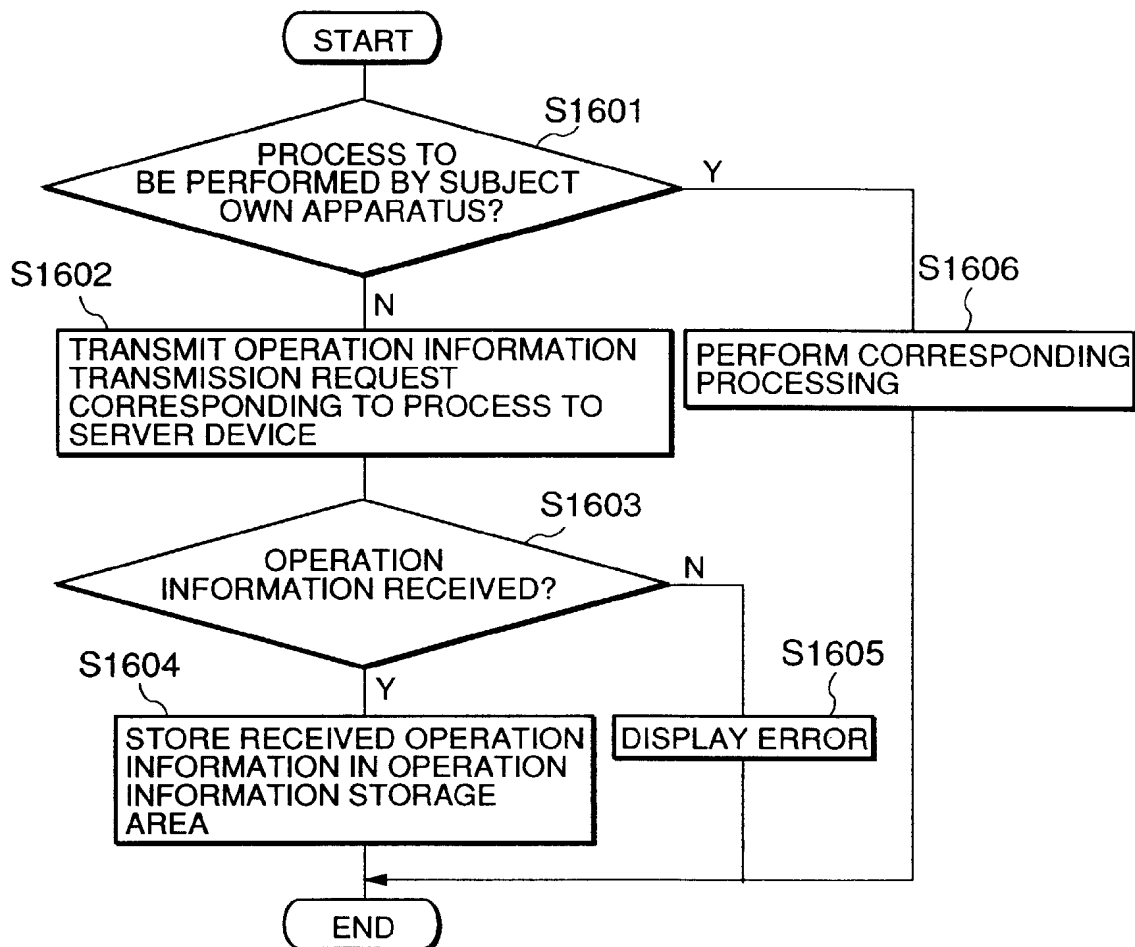 START
S1601
PROCESS TO
BE PERFORMED BY SUBJECT
OWN APPARATUS?
Y
S1602
N
S1606
TRANSMIT OPERATION INFORMATION
TRANSMISSION REQUEST
CORRESPONDING TO PROCESS TO
SERVER DEVICE
PERFORM CORRESPONDING
PROCESSING
S1603
OPERATION
INFORMATION RECEIVED?
N
S1604
Y
S1605
STORE RECEIVED OPERATION
INFORMATION IN OPERATION
INFORMATION STORAGE
AREA
DISPLAY ERROR
END